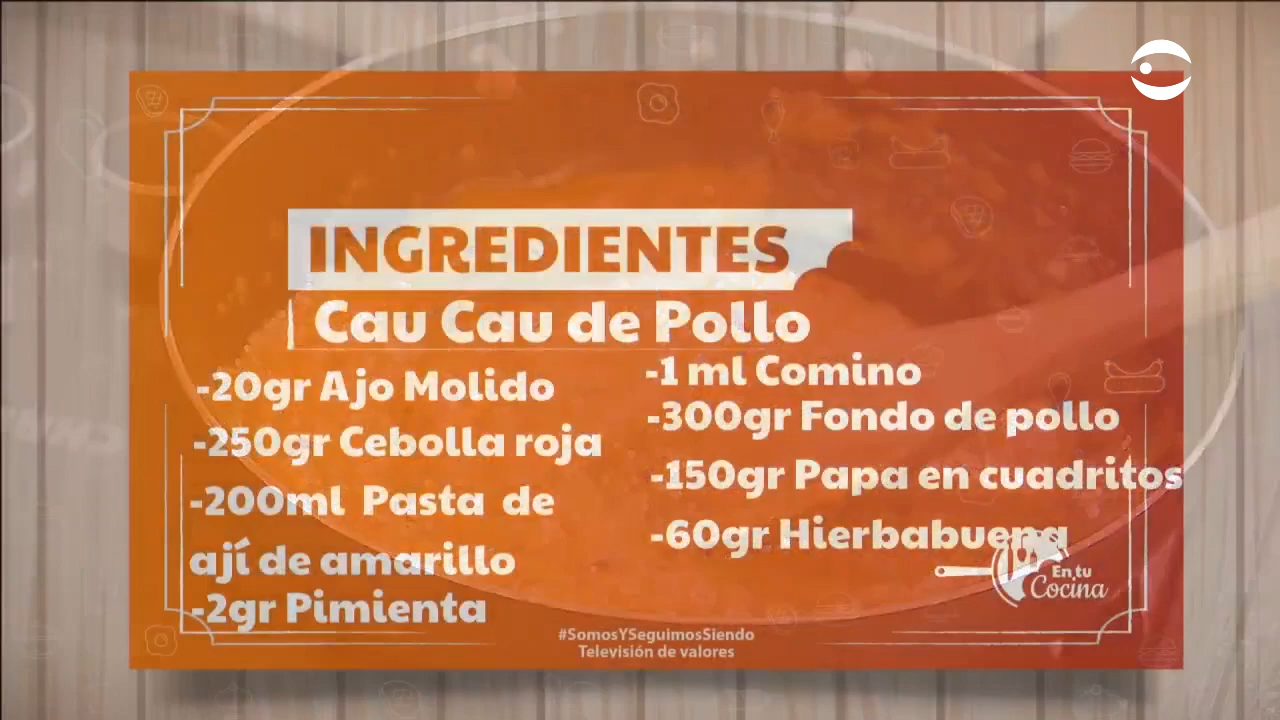 INGREDIENTES
Cau Cau de Pollo
-20gr Ajo Molido
-250gr Cebolla roja
-200ml Pasta de
ají de amarillo
-2gr Pimienta
-1 ml Comino
-300gr Fondo de pollo
-150gr Papa en cuadritos
-60gr Hierbabuena
En tu
Cocina
#SomosYSeguimosSiendo
Televisión de valores